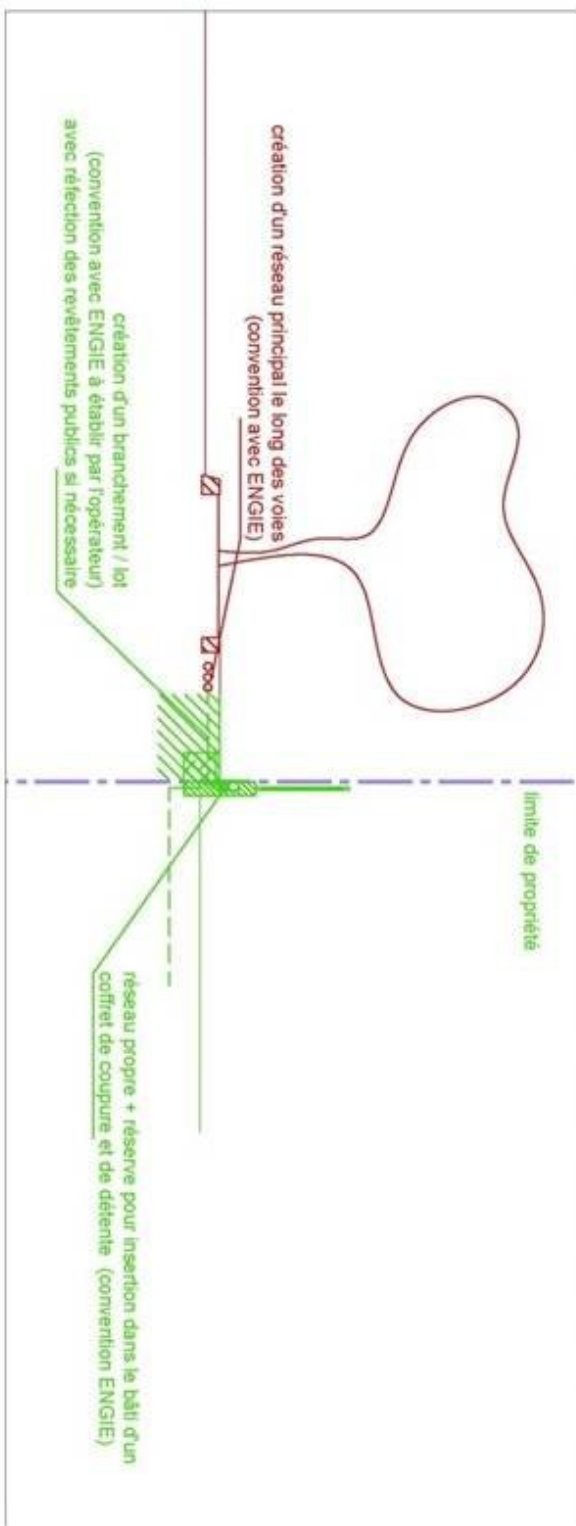 création d'un réseau principal le long des voies
(convention avec ENGIE)
création d'un branchement / lot
(convention avec ENGIE à établir par l'opérateur)
avec réfection des revêtements publics si nécessaire
limite de propriété
réseau propre + réserve pour insertion dans le bâti d'un
coffret de coupure et de détente (convention ENGIE)